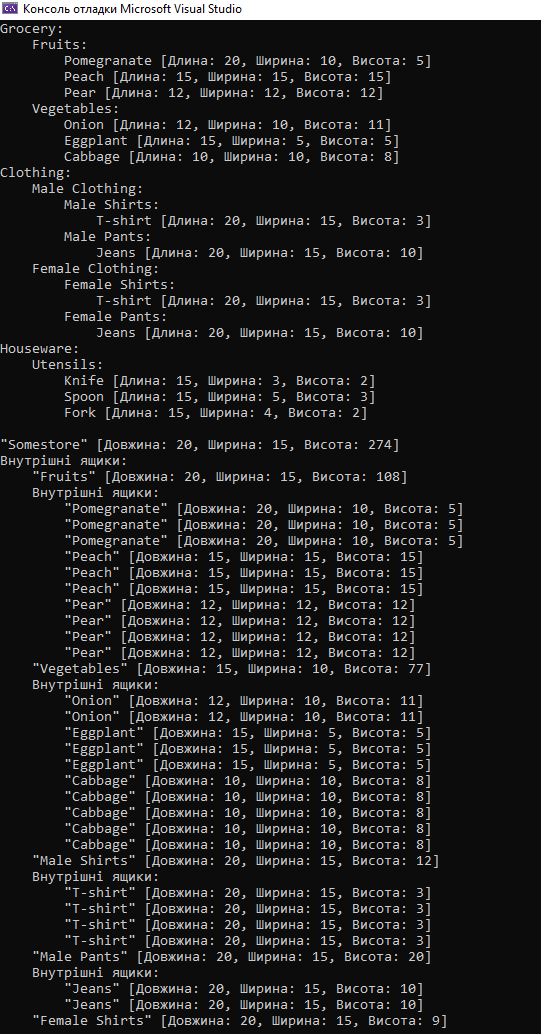 Консоль отладки Microsoft Visual Studio
Grocery:
    Fruits:
        Pomegranate [Длина: 20, Ширина: 10, Висота: 5]
        Peach [Длина: 15, Ширина: 15, Висота: 15]
        Pear [Длина: 12, Ширина: 12, Висота: 12]
    Vegetables:
        Onion [Длина: 12, Ширина: 10, Висота: 11]
        Eggplant [Длина: 15, Ширина: 5, Висота: 5]
        Cabbage [Длина: 10, Ширина: 10, Висота: 8]
Clothing:
    Male Clothing:
        Male Shirts:
            T-shirt [Длина: 20, Ширина: 15, Висота: 3]
        Male Pants:
            Jeans [Длина: 20, Ширина: 15, Висота: 10]
    Female Clothing:
        Female Shirts:
            T-shirt [Длина: 20, Ширина: 15, Висота: 3]
        Female Pants:
            Jeans [Длина: 20, Ширина: 15, Висота: 10]
Houseware:
    Utensils:
        Knife [Длина: 15, Ширина: 3, Висота: 2]
        Spoon [Длина: 15, Ширина: 5, Висота: 3]
        Fork [Длина: 15, Ширина: 4, Висота: 2]

"Somestore" [Довжина: 20, Ширина: 15, Висота: 274]
Внутрішні ящики:
    "Fruits" [Довжина: 20, Ширина: 15, Висота: 108]
    Внутрішні ящики:
        "Pomegranate" [Довжина: 20, Ширина: 10, Висота: 5]
        "Pomegranate" [Довжина: 20, Ширина: 10, Висота: 5]
        "Pomegranate" [Довжина: 20, Ширина: 10, Висота: 5]
        "Peach" [Довжина: 15, Ширина: 15, Висота: 15]
        "Peach" [Довжина: 15, Ширина: 15, Висота: 15]
        "Peach" [Довжина: 15, Ширина: 15, Висота: 15]
        "Pear" [Довжина: 12, Ширина: 12, Висота: 12]
        "Pear" [Довжина: 12, Ширина: 12, Висота: 12]
        "Pear" [Довжина: 12, Ширина: 12, Висота: 12]
        "Pear" [Довжина: 12, Ширина: 12, Висота: 12]
    "Vegetables" [Довжина: 15, Ширина: 10, Висота: 77]
    Внутрішні ящики:
        "Onion" [Довжина: 12, Ширина: 10, Висота: 11]
        "Onion" [Довжина: 12, Ширина: 10, Висота: 11]
        "Eggplant" [Довжина: 15, Ширина: 5, Висота: 5]
        "Eggplant" [Довжина: 15, Ширина: 5, Висота: 5]
        "Eggplant" [Довжина: 15, Ширина: 5, Висота: 5]
        "Cabbage" [Довжина: 10, Ширина: 10, Висота: 8]
        "Cabbage" [Довжина: 10, Ширина: 10, Висота: 8]
        "Cabbage" [Довжина: 10, Ширина: 10, Висота: 8]
        "Cabbage" [Довжина: 10, Ширина: 10, Висота: 8]
        "Cabbage" [Довжина: 10, Ширина: 10, Висота: 8]
    "Male Shirts" [Довжина: 20, Ширина: 15, Висота: 12]
    Внутрішні ящики:
        "T-shirt" [Довжина: 20, Ширина: 15, Висота: 3]
        "T-shirt" [Довжина: 20, Ширина: 15, Висота: 3]
        "T-shirt" [Довжина: 20, Ширина: 15, Висота: 3]
        "T-shirt" [Довжина: 20, Ширина: 15, Висота: 3]
    "Male Pants" [Довжина: 20, Ширина: 15, Висота: 20]
    Внутрішні ящики:
        "Jeans" [Довжина: 20, Ширина: 15, Висота: 10]
        "Jeans" [Довжина: 20, Ширина: 15, Висота: 10]
    "Female Shirts" [Довжина: 20, Ширина: 15, Висота: 9]